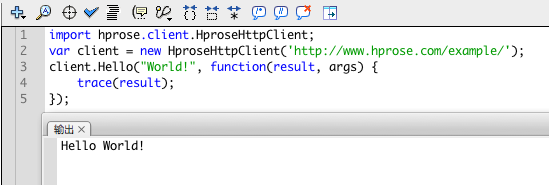 1 import hprose.client.HproseHttpClient;
2 var client = new HproseHttpClient('http://www.hprose.com/example/');
3 client.Hello("World!", function(result, args) {
4     trace(result);
5 });
输出 ×
Hello World!